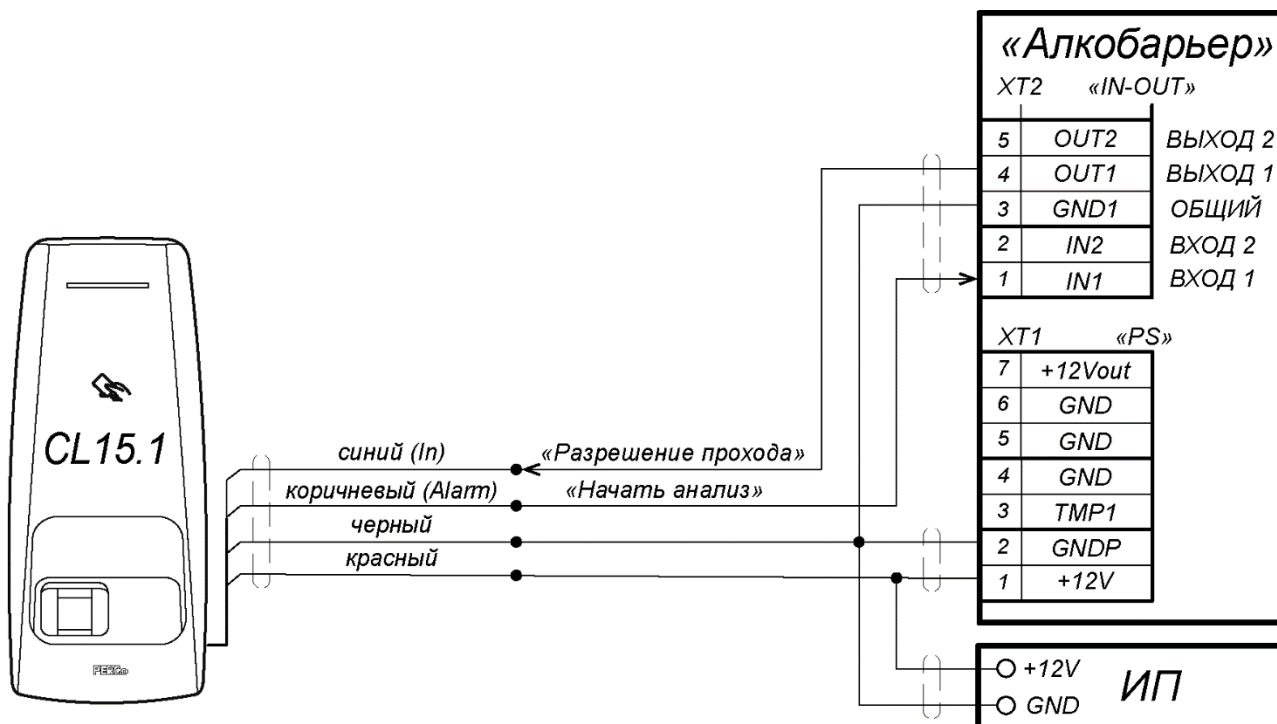 «Алкобарьер»
XT2 «IN-OUT»
5 OUT2 ВЫХОД 2
4 OUT1 ВЫХОД 1
3 GND1 ОБЩИЙ
2 IN2 ВХОД 2
1 IN1 ВХОД 1
XT1 «PS»
7 +12Vout
6 GND
5 GND
4 GND
3 TMP1
2 GNDP
1 +12V
CL15.1
PERCo
синий (In) «Разрешение прохода»
коричневый (Alarm) «Начать анализ»
черный
красный
+12V
GND
ИП